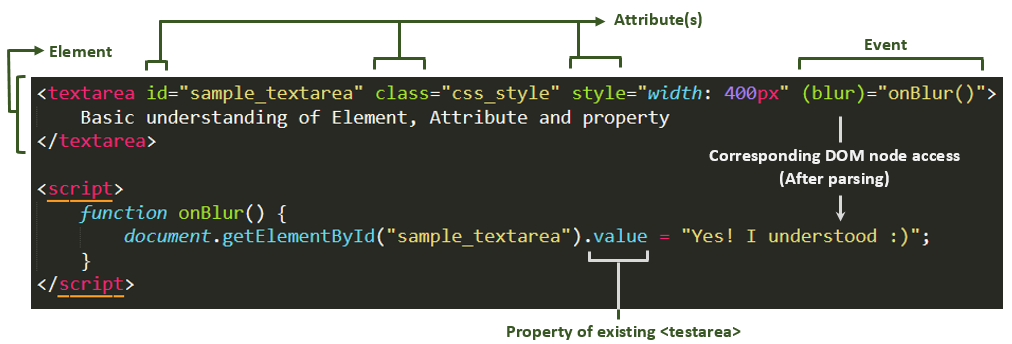 Attribute(s)
Element
Event
<textarea id="sample_textarea" class="css_style" style="width: 400px" (blur)="onBlur()">
Basic understanding of Element, Attribute and property
</textarea>
Corresponding DOM node access
(After parsing)
<script>
function onBlur() {
document.getElementById("sample_textarea").value = "Yes! I understood :)";
}
</script>
Property of existing <testarea>